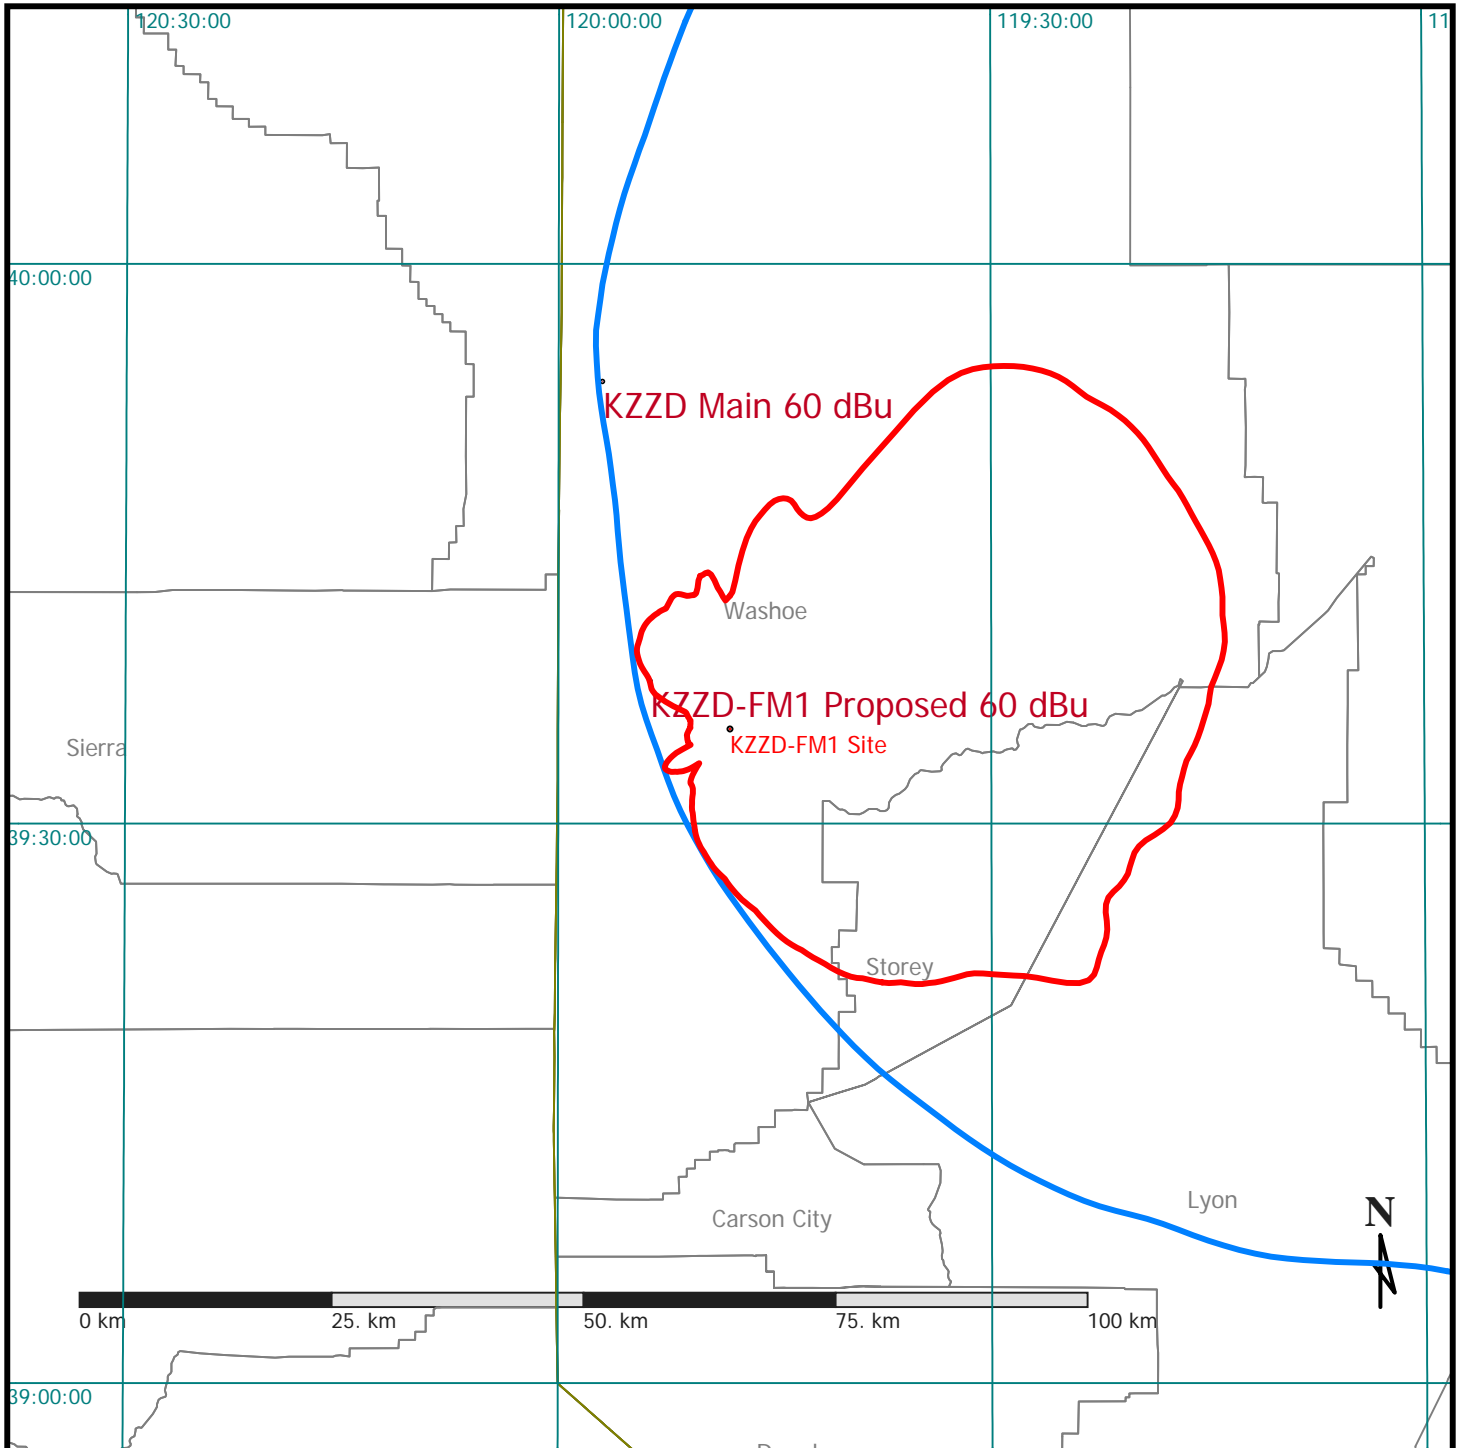 120:30:00
120:00:00
119:30:00
11
40:00:00
KZZD Main 60 dBu
Washoe
KZZD-FM1 Proposed 60 dBu
KZZD-FM1 Site
Sierra
39:30:00
Storey
Lyon
N
Carson City
0 km
25. km
50. km
75. km
100 km
39:00:00